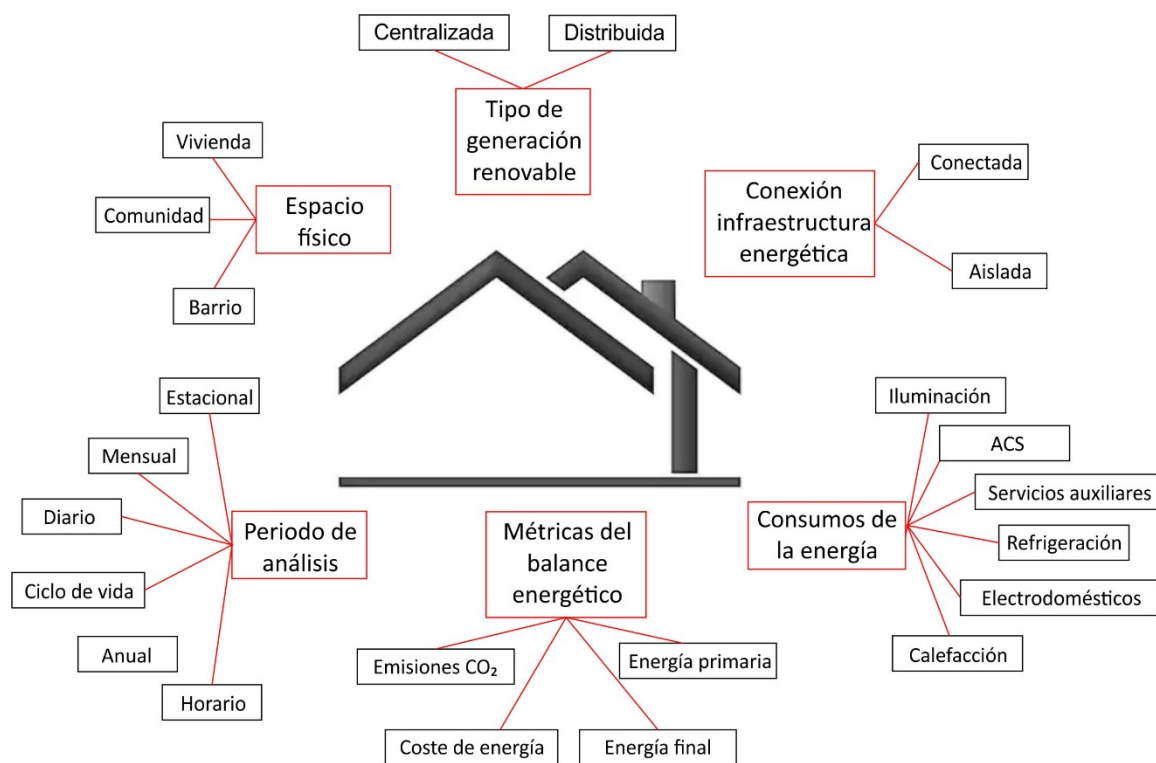 Centralizada
Distribuida
Tipo de
generación
renovable
Vivienda
Comunidad
Barrio
Espacio
físico
Conexión
infraestructura
energética
Conectada
Aislada
Estacional
Mensual
Diario
Ciclo de vida
Anual
Horario
Periodo de
análisis
Métricas del
balance
energético
Emisiones CO₂
Coste de energía
Energía final
Energía primaria
Consumos de
la energía
Iluminación
ACS
Servicios auxiliares
Refrigeración
Electrodomésticos
Calefacción